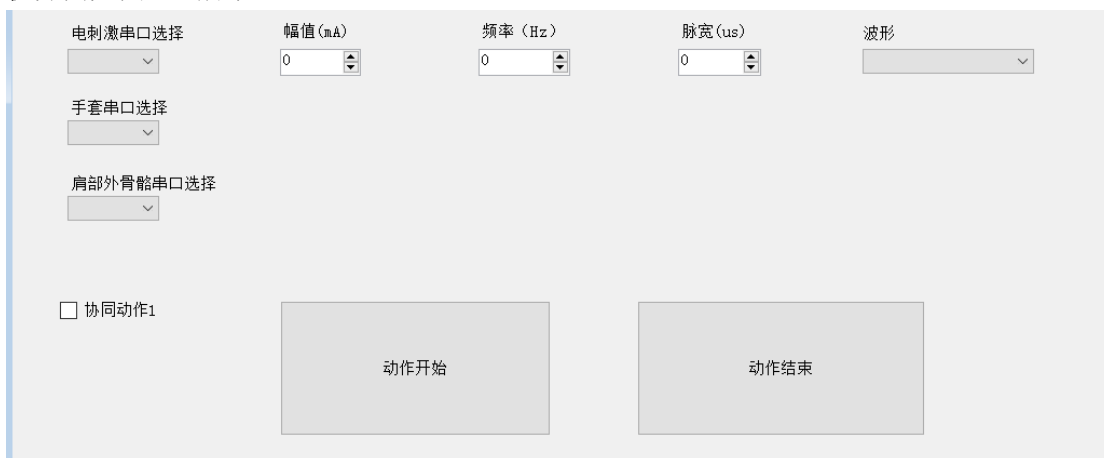 电刺激串口选择 幅值(mA) 频率 (Hz) 脉宽(us) 波形
0 0 0
手套串口选择
肩部外骨骼串口选择
协同动作1
动作开始 动作结束